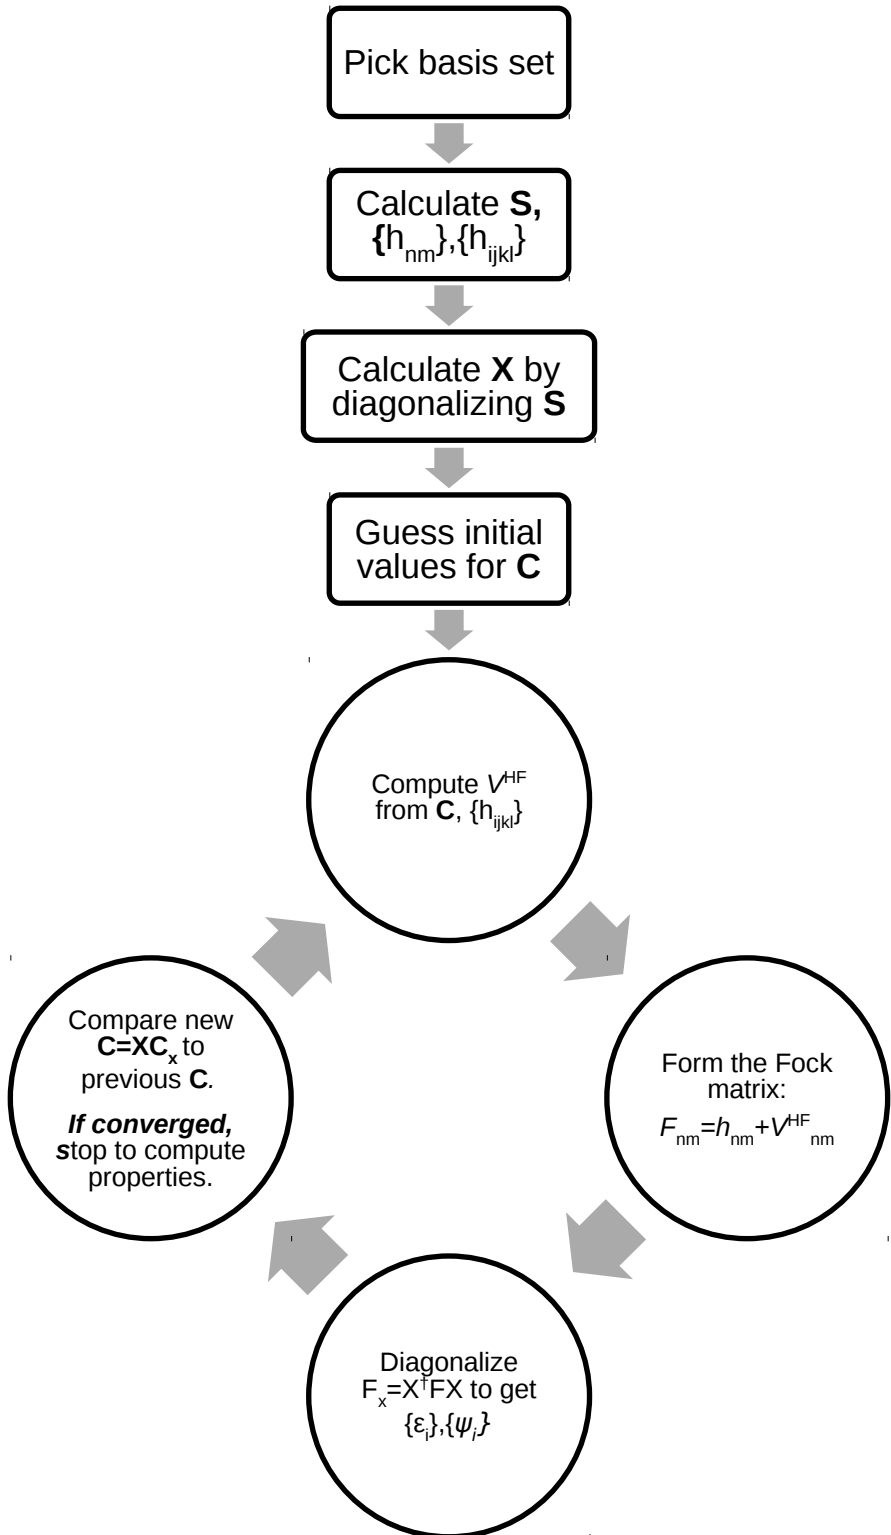 Pick basis set
Calculate S,
{h_nm},{h_ijkl}
Calculate X by
diagonalizing S
Guess initial
values for C
Compute V^HF
from C, {h_ijkl}
Form the Fock
matrix:
F_nm=h_nm+V^HF_nm
Diagonalize
F_x=X^†FX to get
{ε_i},{ψ_i}
Compare new
C=XC_x to
previous C.
If converged,
stop to compute
properties.